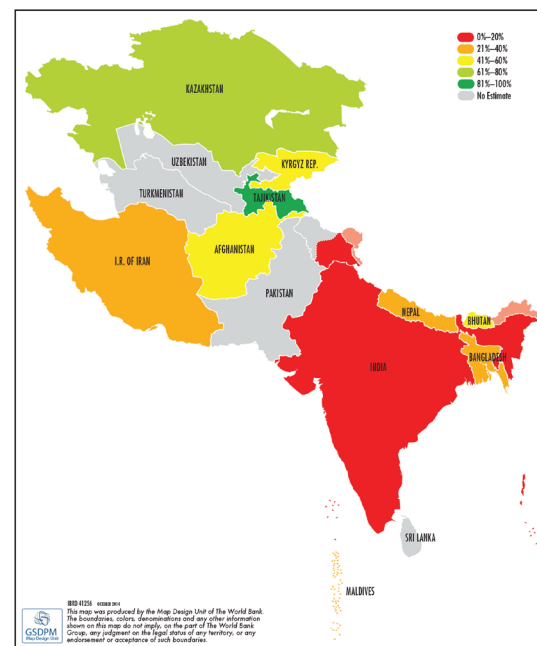 0%–20%
21%–40%
41%–60%
61%–80%
81%–100%
No Estimate
KAZAKHSTAN
UZBEKISTAN
KYRGYZ REP.
TURKMENISTAN
TAJIKISTAN
AFGHANISTAN
I.R. OF IRAN
PAKISTAN
NEPAL
BHUTAN
BANGLADESH
INDIA
SRI LANKA
MALDIVES
IBRD 41256 OCTOBER 2014
This map was produced by the Map Design Unit of The World Bank.
The boundaries, colors, denominations and any other information
shown on this map do not imply, on the part of The World Bank
Group, any judgment on the legal status of any territory, or any
endorsement or acceptance of such boundaries.
GSDPM
Map Design Unit